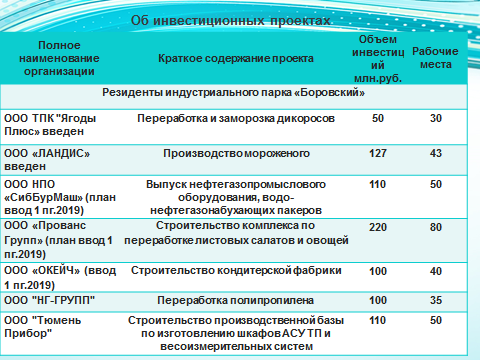 Об инвестиционных проектах
Полное
наименование
организации
Краткое содержание проекта
Объем
инвестиц
ий
млн.руб.
Рабочие
места
Резиденты индустриального парка «Боровский»
ООО ТПК "Ягоды
Плюс» введен
Переработка и заморозка дикоросов
50
30
ООО «ЛАНДИС»
введен
Производство мороженого
127
43
ООО НПО
«СибБурМаш» (план
ввод 1 пг.2019)
Выпуск нефтегазопромыслового
оборудования, водо-
нефтегазонабухающих пакеров
110
50
ООО «Прованс
Групп» (план ввод 1
пг.2019)
Строительство комплекса по
переработке листовых салатов и овощей
220
80
ООО «ОКЕЙЧ» (ввод
1 пг.2019)
Строительство кондитерской фабрики
100
40
ООО "НГ-ГРУПП"
Переработка полипропилена
100
35
ООО "Тюмень
Прибор"
Строительство производственной базы
по изготовлению шкафов АСУ ТП и
весоизмерительных систем
110
50